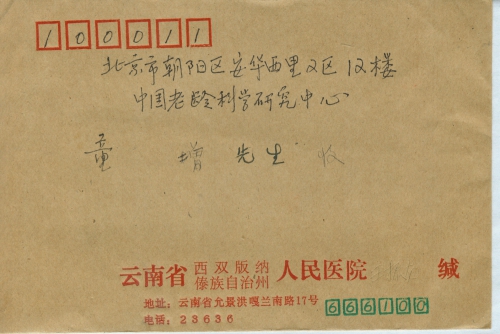 100011
北京市朝阳区安华西里区12楼
中国老龄科学研究中心
童增先生 收
云南省西双版纳傣族自治州人民医院 缄
地址：云南省允景洪嘎兰南路17号 666100
电话：23636